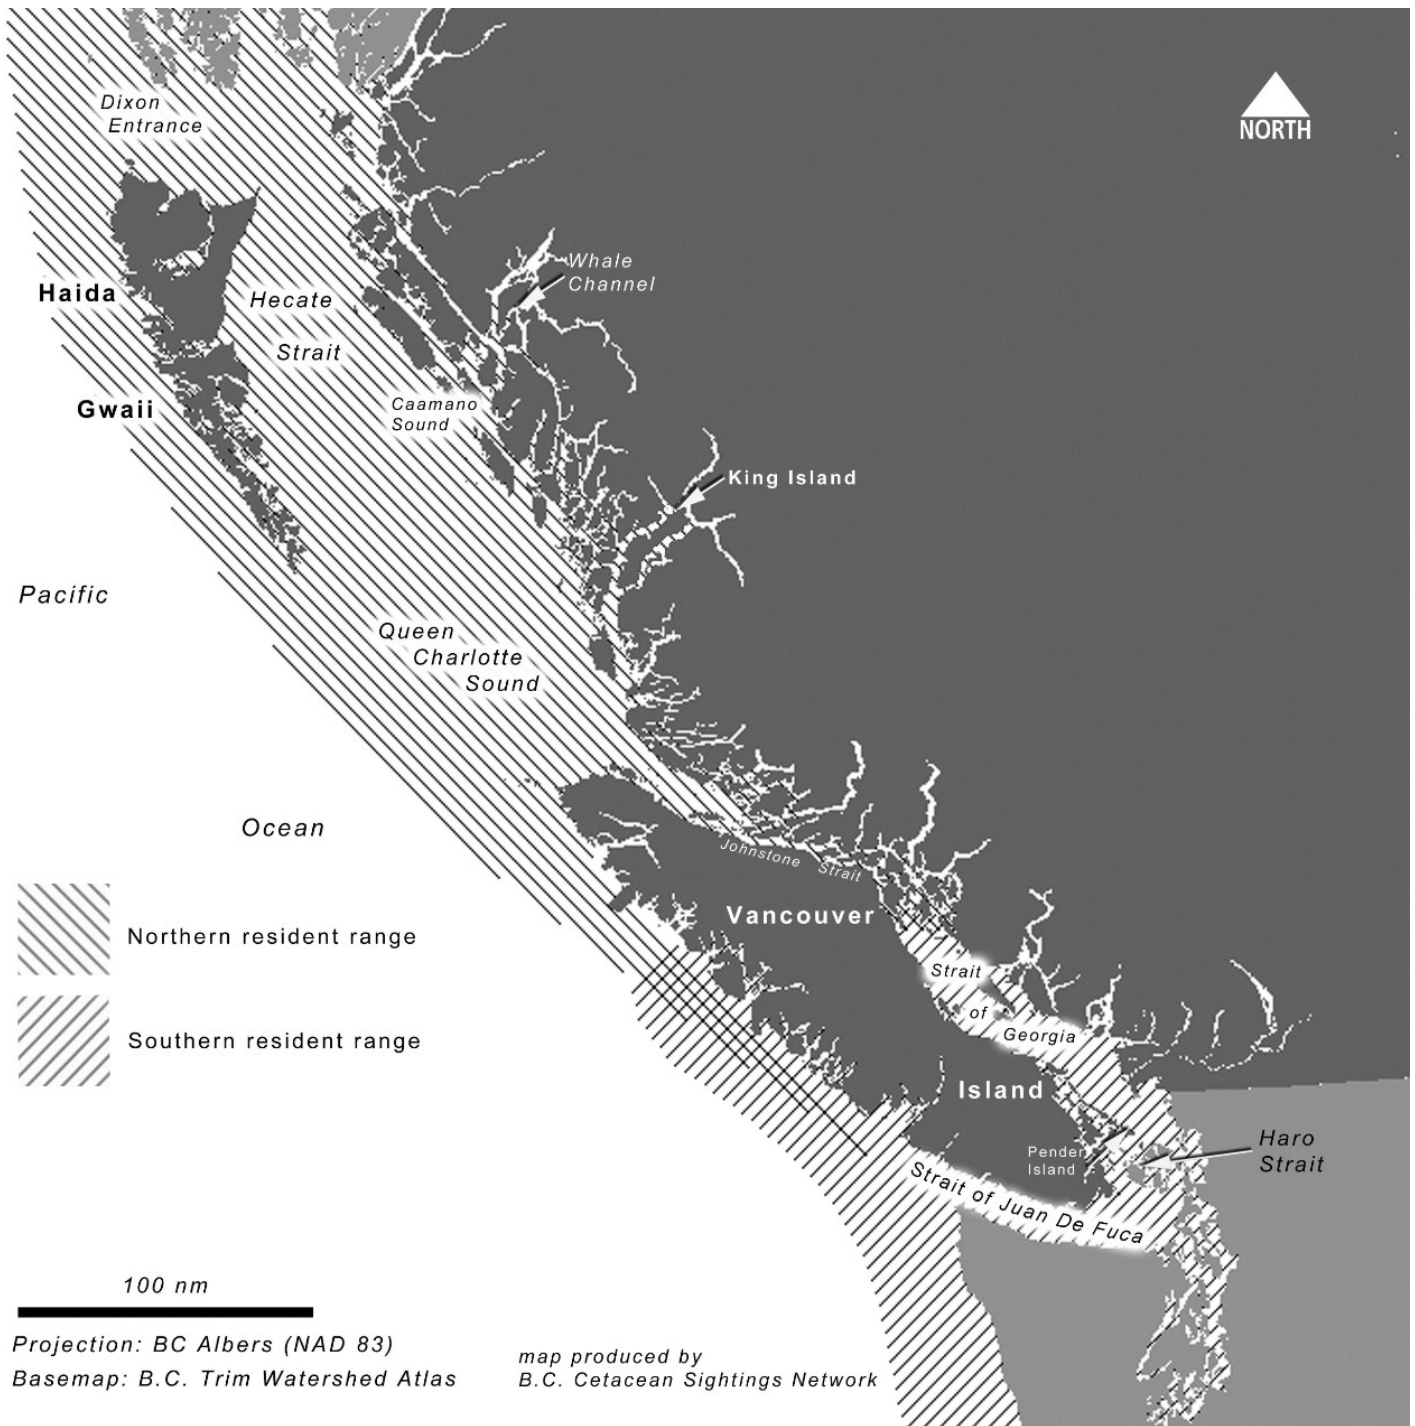 Dixon
Entrance
NORTH
Whale
Channel
Haida
Hecate
Strait
Gwaii
Caamano
Sound
King Island
Pacific
Queen
Charlotte
Sound
Ocean
Johnstone Strait
Vancouver
Northern resident range
Strait
of
Georgia
Southern resident range
Island
Haro
Strait
Pender
Island
Strait of Juan De Fuca
100 nm
Projection: BC Albers (NAD 83)
Basemap: B.C. Trim Watershed Atlas
map produced by
B.C. Cetacean Sightings Network